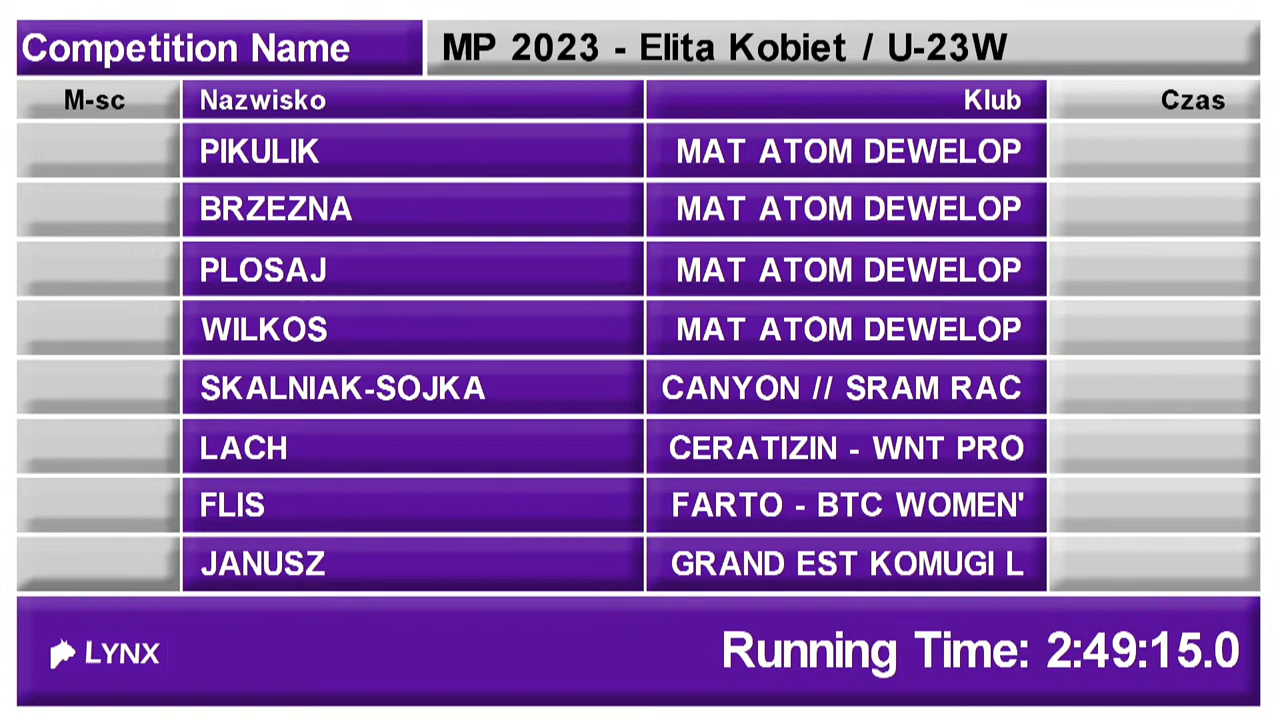 Competition Name MP 2023 - Elita Kobiet / U-23W
M-sc Nazwisko Klub Czas
PIKULIK MAT ATOM DEWELOP
BRZEZNA MAT ATOM DEWELOP
PLOSAJ MAT ATOM DEWELOP
WILKOS MAT ATOM DEWELOP
SKALNIAK-SOJKA CANYON // SRAM RAC
LACH CERATIZIN - WNT PRO
FLIS FARTO - BTC WOMEN'
JANUSZ GRAND EST KOMUGI L
LYNX Running Time: 2:49:15.0